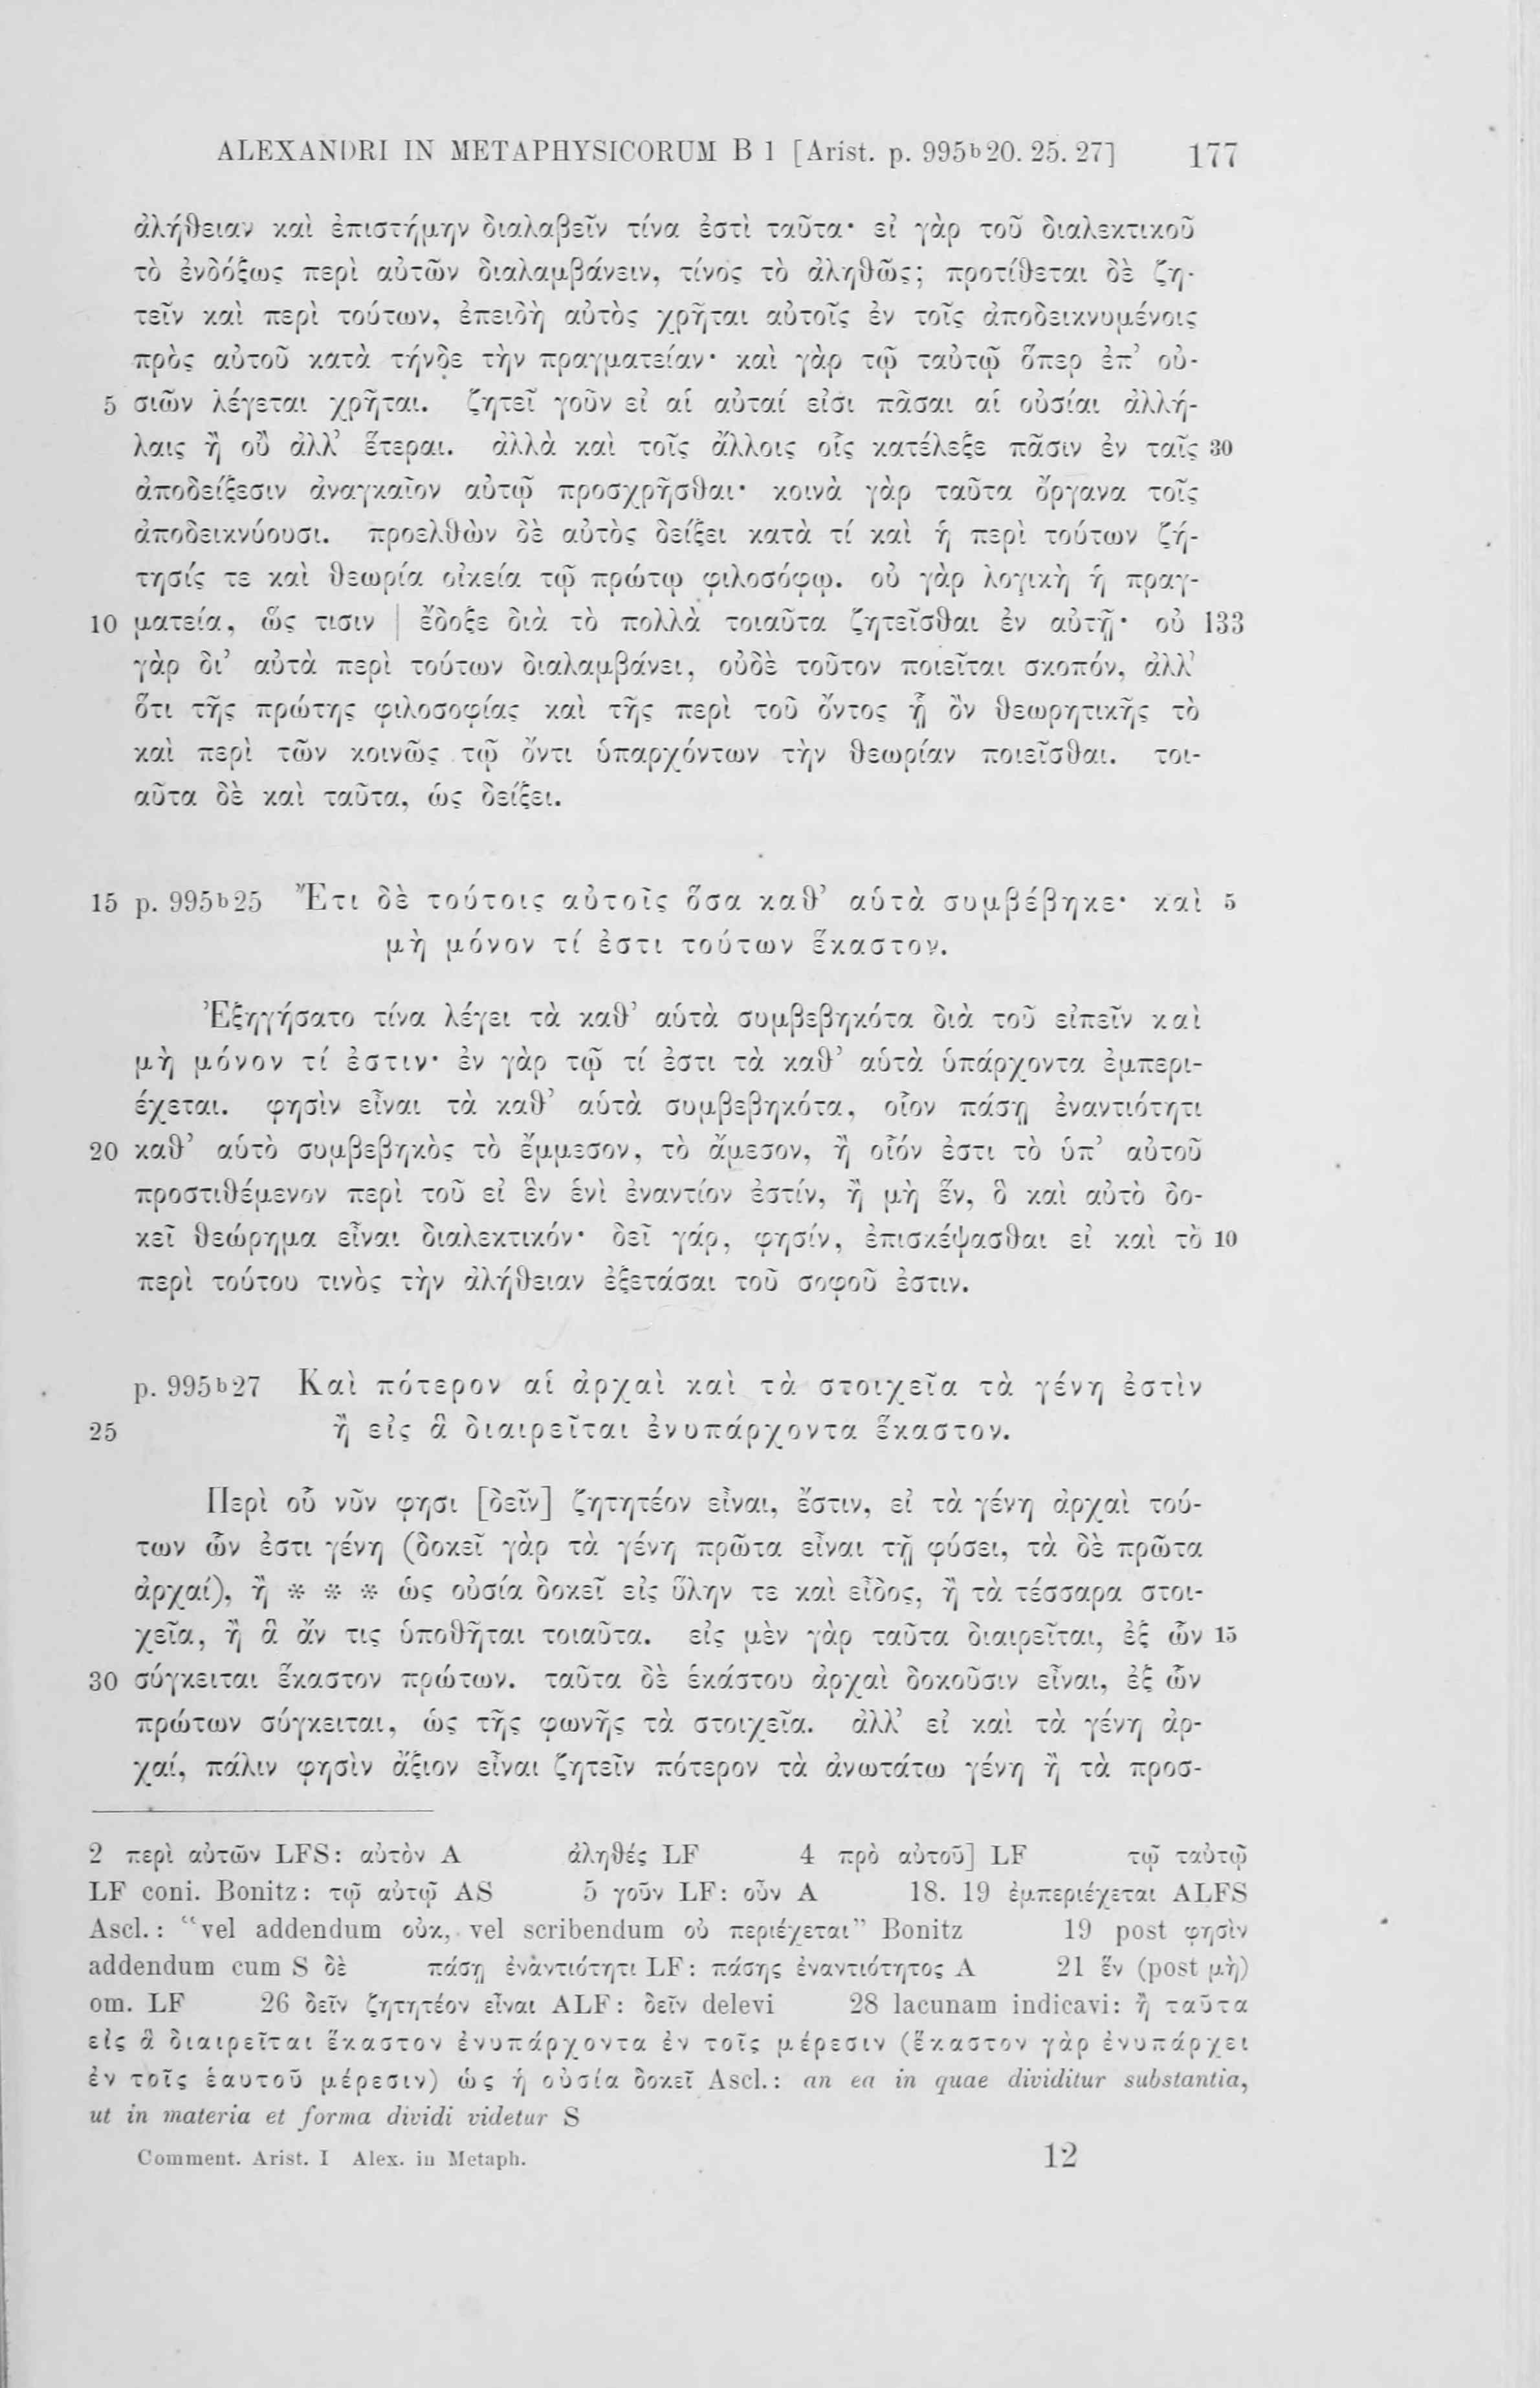 ALEXANDRI IN METAPHYSICORUM B 1 [Arist. p. 995b20. 25. 27] 177
ἀλήθειαν καὶ ἐπιστήμην διαλαβεῖν τίνα ἐστὶ ταῦτα· εἰ γὰρ τοῦ διαλεκτικοῦ
τὸ ἐνδόξως περὶ αὐτῶν διαλαμβάνειν, τίνος τὸ ἀληθῶς; προτίθεται δὲ ζη-
τεῖν καὶ περὶ τούτων, ἐπειδὴ αὐτὸς χρῆται αὐτοῖς ἐν τοῖς ἀποδεικνυμένοις
πρὸς αὐτοῦ κατὰ τήνδε τὴν πραγματείαν· καὶ γὰρ τῷ ταὐτῷ ὅπερ ἐπ’ οὐ-
5 σιῶν λέγεται χρῆται. ζητεῖ γοῦν εἰ αἱ αὐταί εἰσι πᾶσαι αἱ οὐσίαι ἀλλή-
λαις ἢ οὒ ἀλλ’ ἕτεραι. ἀλλὰ καὶ τοῖς ἄλλοις οἷς κατέλεξε πᾶσιν ἐν ταῖς 30
ἀποδείξεσιν ἀναγκαῖον αὐτῷ προσχρῆσθαι· κοινὰ γὰρ ταῦτα ὄργανα τοῖς
ἀποδεικνύουσι. προελθὼν δὲ αὐτὸς δείξει κατὰ τί καὶ ἡ περὶ τούτων ζή-
τησίς τε καὶ θεωρία οἰκεία τῷ πρώτῳ φιλοσόφῳ. οὐ γὰρ λογικὴ ἡ πραγ-
10 ματεία, ὥς τισιν | ἔδοξε διὰ τὸ πολλὰ τοιαῦτα ζητεῖσθαι ἐν αὐτῇ· οὐ 133
γὰρ δι’ αὐτὰ περὶ τούτων διαλαμβάνει, οὐδὲ τοῦτον ποιεῖται σκοπόν, ἀλλ’
ὅτι τῆς πρώτης φιλοσοφίας καὶ τῆς περὶ τοῦ ὄντος ᾗ ὂν θεωρητικῆς τὸ
καὶ περὶ τῶν κοινῶς τῷ ὄντι ὑπαρχόντων τὴν θεωρίαν ποιεῖσθαι. τοι-
αῦτα δὲ καὶ ταῦτα, ὡς δείξει.
15 p. 995b25 Ἔτι δὲ τούτοις αὐτοῖς ὅσα καθ’ αὑτὰ συμβέβηκε· καὶ 5
μὴ μόνον τί ἐστι τούτων ἕκαστον.
Ἐξηγήσατο τίνα λέγει τὰ καθ’ αὑτὰ συμβεβηκότα διὰ τοῦ εἰπεῖν καὶ
μὴ μόνον τί ἐστιν· ἐν γὰρ τῷ τί ἐστι τὰ καθ’ αὑτὰ ὑπάρχοντα ἐμπερι-
έχεται. φησὶν εἶναι τὰ καθ’ αὑτὰ συμβεβηκότα, οἷον πάσῃ ἐναντιότητι
20 καθ’ αὑτὸ συμβεβηκὸς τὸ ἔμμεσον, τὸ ἄμεσον, ἢ οἷόν ἐστι τὸ ὑπ’ αὐτοῦ
προστιθέμενον περὶ τοῦ εἰ ἓν ἑνὶ ἐναντίον ἐστίν, ἢ μὴ ἕν, ὃ καὶ αὐτὸ δο-
κεῖ θεώρημα εἶναι διαλεκτικόν· δεῖ γάρ, φησίν, ἐπισκέψασθαι εἰ καὶ τὸ 10
περὶ τούτου τινὸς τὴν ἀλήθειαν ἐξετάσαι τοῦ σοφοῦ ἐστιν.
p. 995b27 Καὶ πότερον αἱ ἀρχαὶ καὶ τὰ στοιχεῖα τὰ γένη ἐστὶν
25 ἢ εἰς ἃ διαιρεῖται ἐνυπάρχοντα ἕκαστον.
Περὶ οὗ νῦν φησι [δεῖν] ζητητέον εἶναι, ἔστιν, εἰ τὰ γένη ἀρχαὶ τού-
των ὧν ἐστι γένη (δοκεῖ γὰρ τὰ γένη πρῶτα εἶναι τῇ φύσει, τὰ δὲ πρῶτα
ἀρχαί), ἢ * * * ὡς οὐσία δοκεῖ εἰς ὕλην τε καὶ εἶδος, ἢ τὰ τέσσαρα στοι-
χεῖα, ἢ ἃ ἄν τις ὑποθῆται τοιαῦτα. εἰς μὲν γὰρ ταῦτα διαιρεῖται, ἐξ ὧν 15
30 σύγκειται ἕκαστον πρώτων. ταῦτα δὲ ἑκάστου ἀρχαὶ δοκοῦσιν εἶναι, ἐξ ὧν
πρώτων σύγκειται, ὡς τῆς φωνῆς τὰ στοιχεῖα. ἀλλ’ εἰ καὶ τὰ γένη ἀρ-
χαί, πάλιν φησὶν ἄξιον εἶναι ζητεῖν πότερον τὰ ἀνωτάτω γένη ἢ τὰ προσ-
2 περὶ αὐτῶν LFS: αὐτὸν A ἀληθές LF 4 πρὸ αὐτοῦ] LF τῷ ταὐτῷ
LF coni. Bonitz: τῷ αὐτῷ AS 5 γοῦν LF: οὖν A 18. 19 ἐμπεριέχεται ALFS
Ascl.: “vel addendum οὐκ, vel scribendum οὐ περιέχεται” Bonitz 19 post φησὶν
addendum cum S δὲ πάσῃ ἐναντιότητι LF: πάσης ἐναντιότητος A 21 ἕν (post μὴ)
om. LF 26 δεῖν ζητητέον εἶναι ALF: δεῖν delevi 28 lacunam indicavi: ἢ ταῦτα
εἰς ἃ διαιρεῖται ἕκαστον ἐνυπάρχοντα ἐν τοῖς μέρεσιν (ἕκαστον γὰρ ἐνυπάρχει
ἐν τοῖς ἑαυτοῦ μέρεσιν) ὡς ἡ οὐσία δοκεῖ Ascl.: an ea in quae dividitur substantia,
ut in materia et forma dividi videtur S
Comment. Arist. I Alex. in Metaph. 12